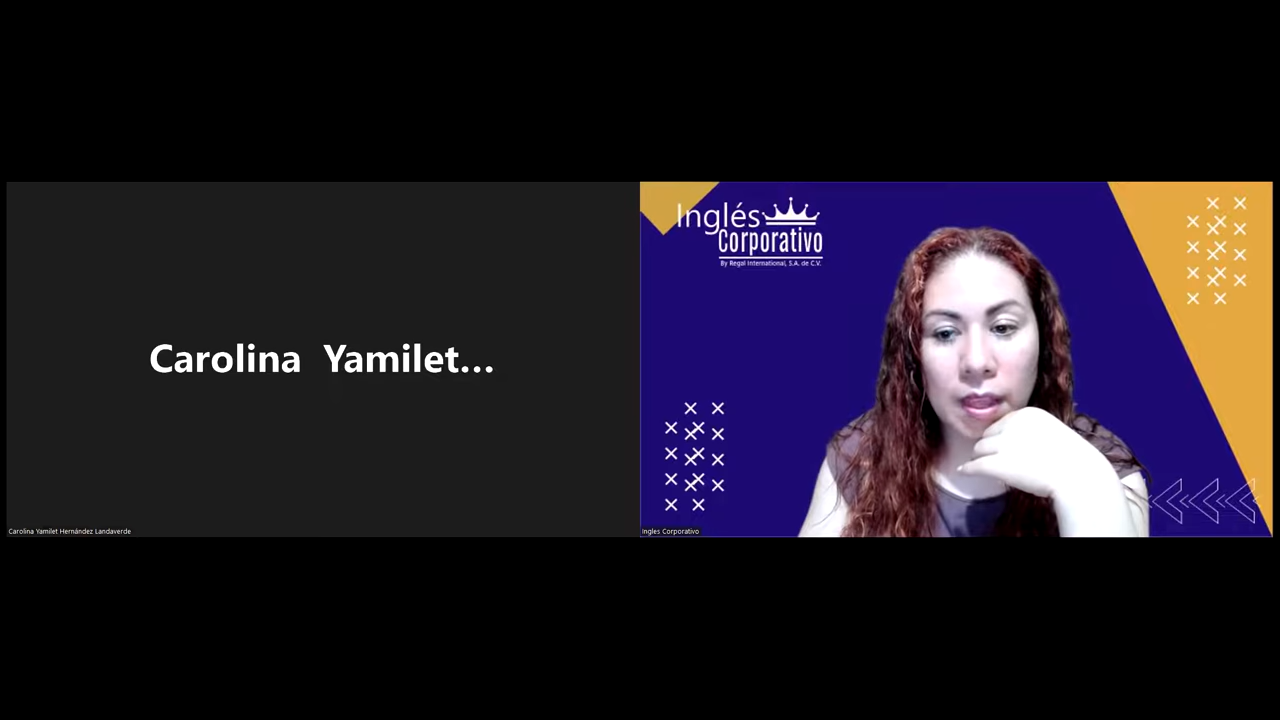 Carolina Yamilet...
Carolina Yamilet Hernández Landaverde
Inglés
Corporativo
By Regal International, S.A. de C.V.
Ingles Corporativo